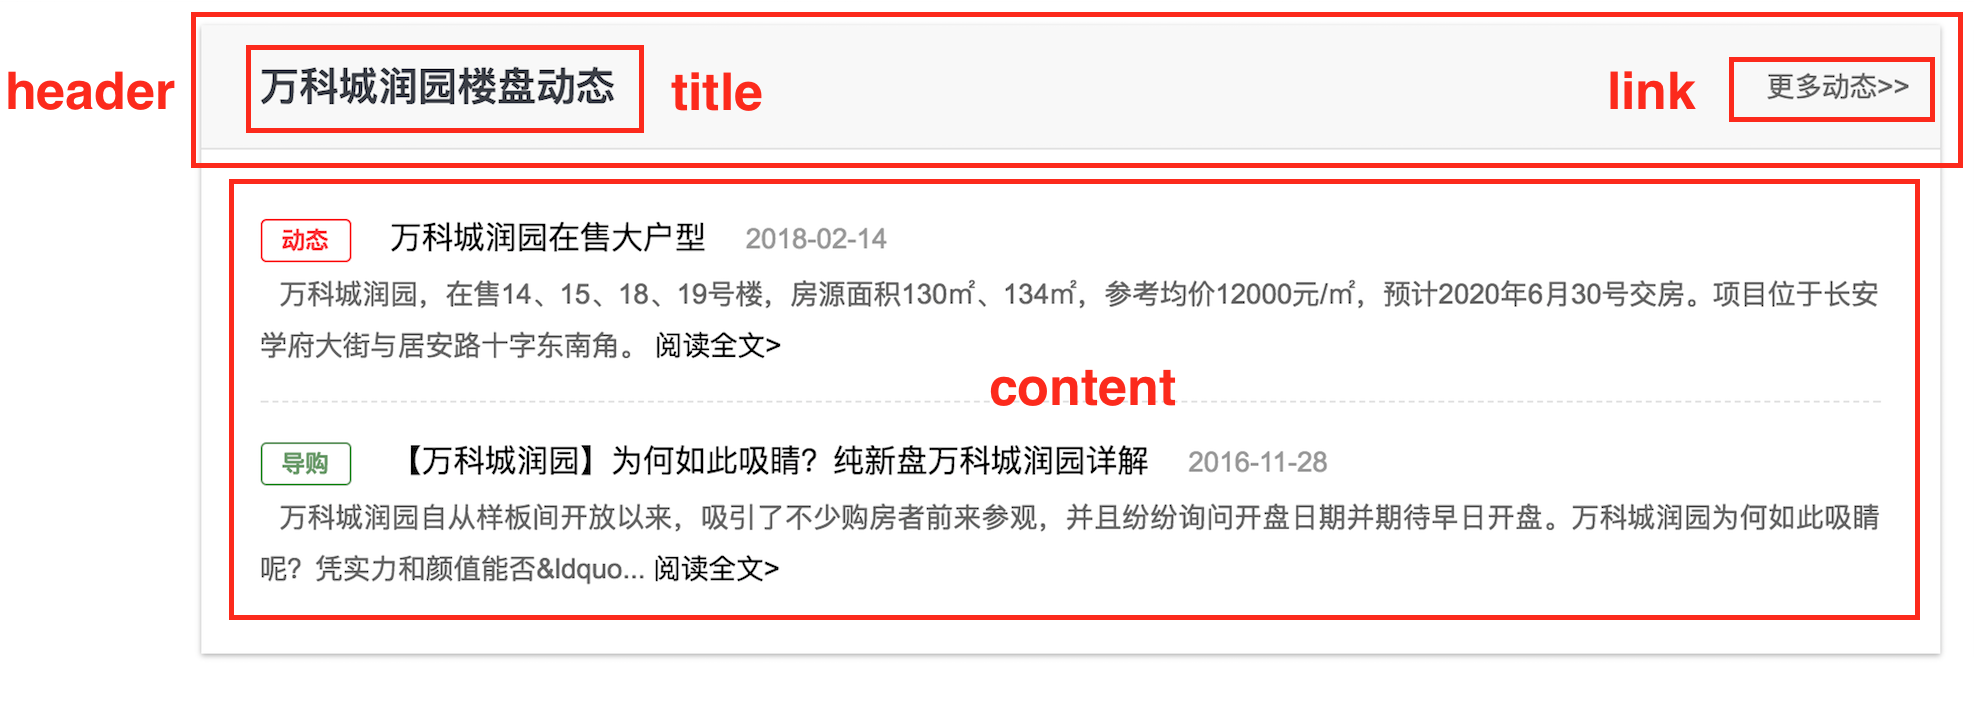 header
万科城润园楼盘动态
title
link
更多动态>>
动态 万科城润园在售大户型 2018-02-14
万科城润园，在售14、15、18、19号楼，房源面积130㎡、134㎡，参考均价12000元/㎡，预计2020年6月30号交房。项目位于长安
学府大街与居安路十字东南角。 阅读全文>
content
导购 【万科城润园】为何如此吸睛？纯新盘万科城润园详解 2016-11-28
万科城润园自从样板间开放以来，吸引了不少购房者前来参观，并且纷纷询问开盘日期并期待早日开盘。万科城润园为何如此吸睛
呢？凭实力和颜值能否&ldquo... 阅读全文>